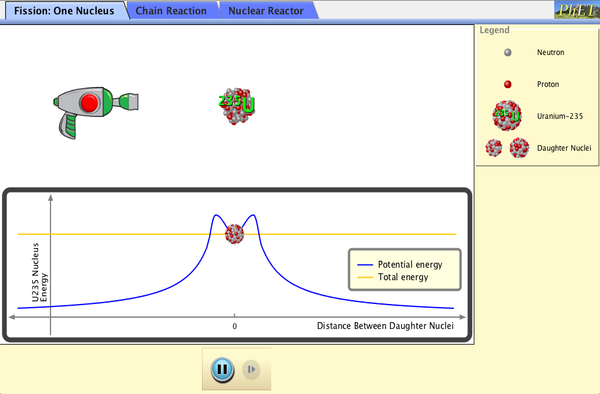 Fission: One Nucleus
Chain Reaction
Nuclear Reactor
PhET
Legend
Neutron
Proton
235U
Uranium-235
Daughter Nuclei
235U
U235 Nucleus
Energy
Potential energy
Total energy
0
Distance Between Daughter Nuclei